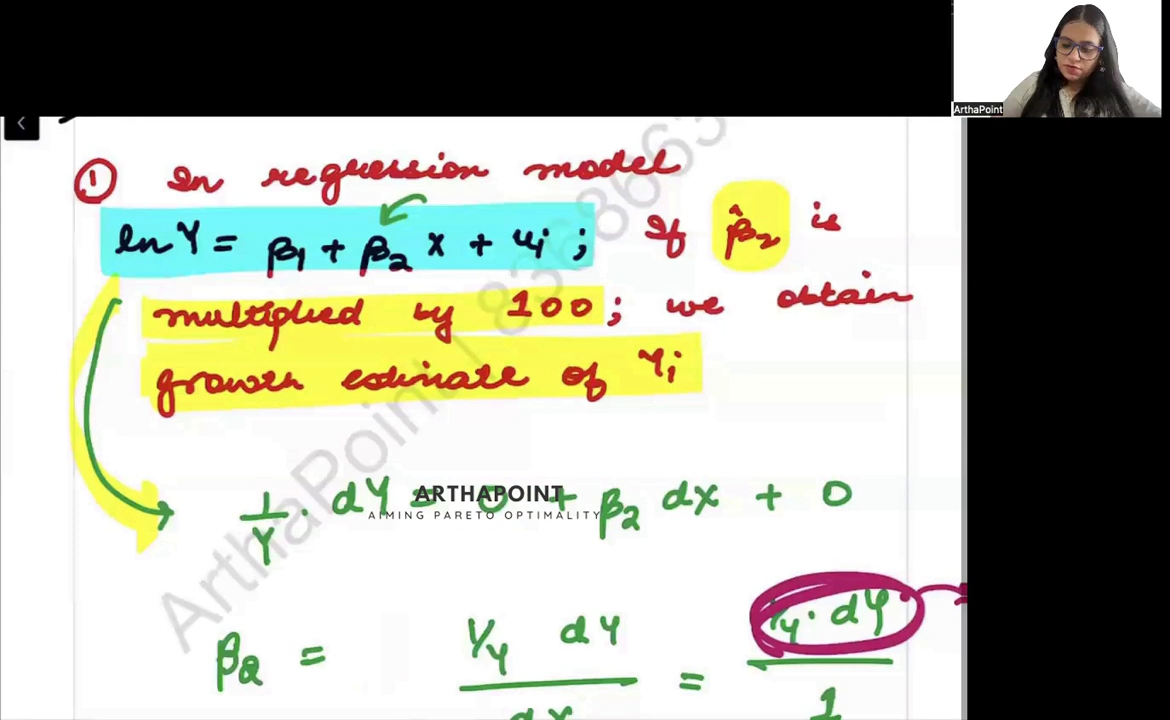 ArthaPoint
① In regression model
ln Y = β₁ + β₂ X + uᵢ ; If β̂₂ is
multiplied by 100; we obtain
growth estimate of Yᵢ
ArthaPoint | 8368663
1/Y · dY = 0 + β₂ dX + 0
ARTHAPOINT
AIMING PARETO OPTIMALITY
β₂ = 1/Y dY / dX = 1/Y · dY / 1